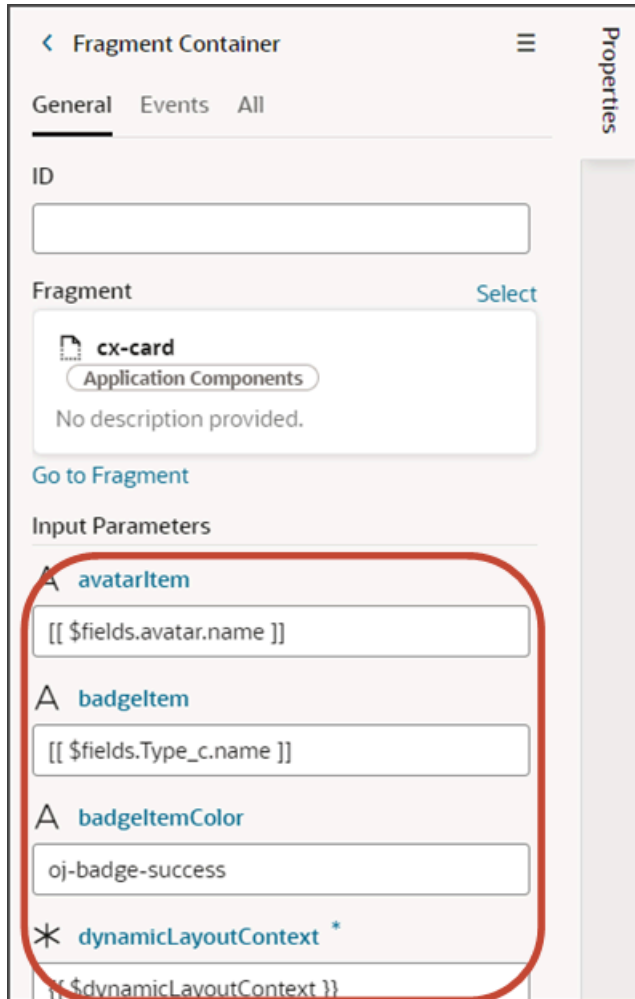 Fragment Container
Properties
General Events All
ID
Fragment Select
cx-card
Application Components
No description provided.
Go to Fragment
Input Parameters
A avatarItem
[[ $fields.avatar.name ]]
A badgeItem
[[ $fields.Type_c.name ]]
A badgeItemColor
oj-badge-success
dynamicLayoutContext *
{{ $dynamicLayoutContext }}